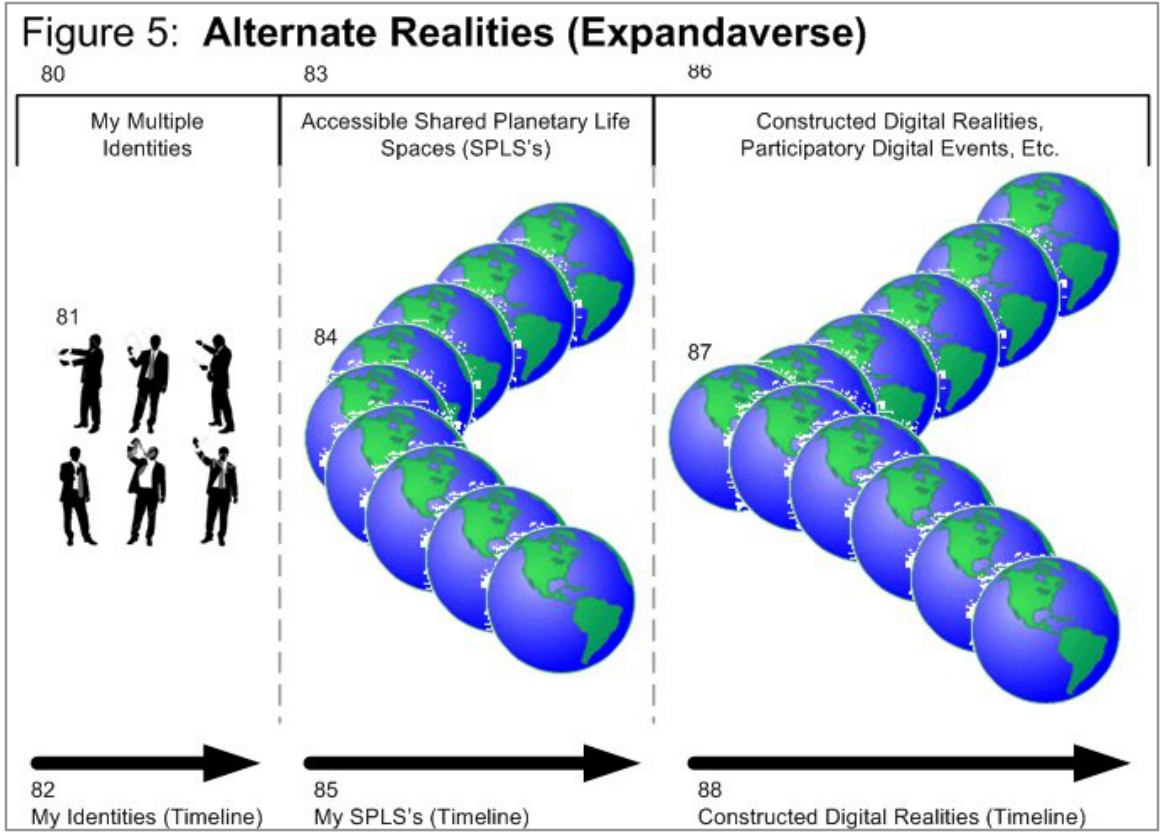 Figure 5: Alternate Realities (Expandaverse)
80
83
86
My Multiple
Identities
Accessible Shared Planetary Life
Spaces (SPLS's)
Constructed Digital Realities,
Participatory Digital Events, Etc.
81
84
87
82
My Identities (Timeline)
85
My SPLS's (Timeline)
88
Constructed Digital Realities (Timeline)